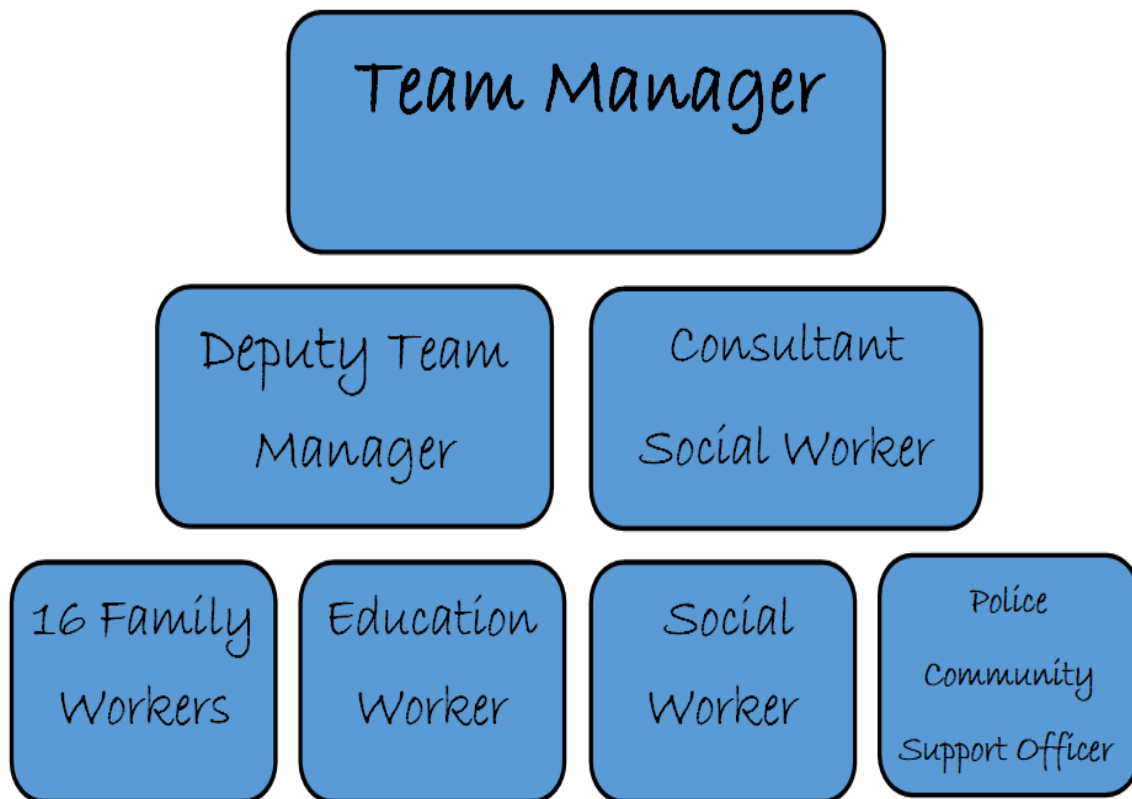 Team Manager
Deputy Team
Manager
Consultant
Social Worker
16 Family
Workers
Education
Worker
Social
Worker
Police
Community
Support Officer